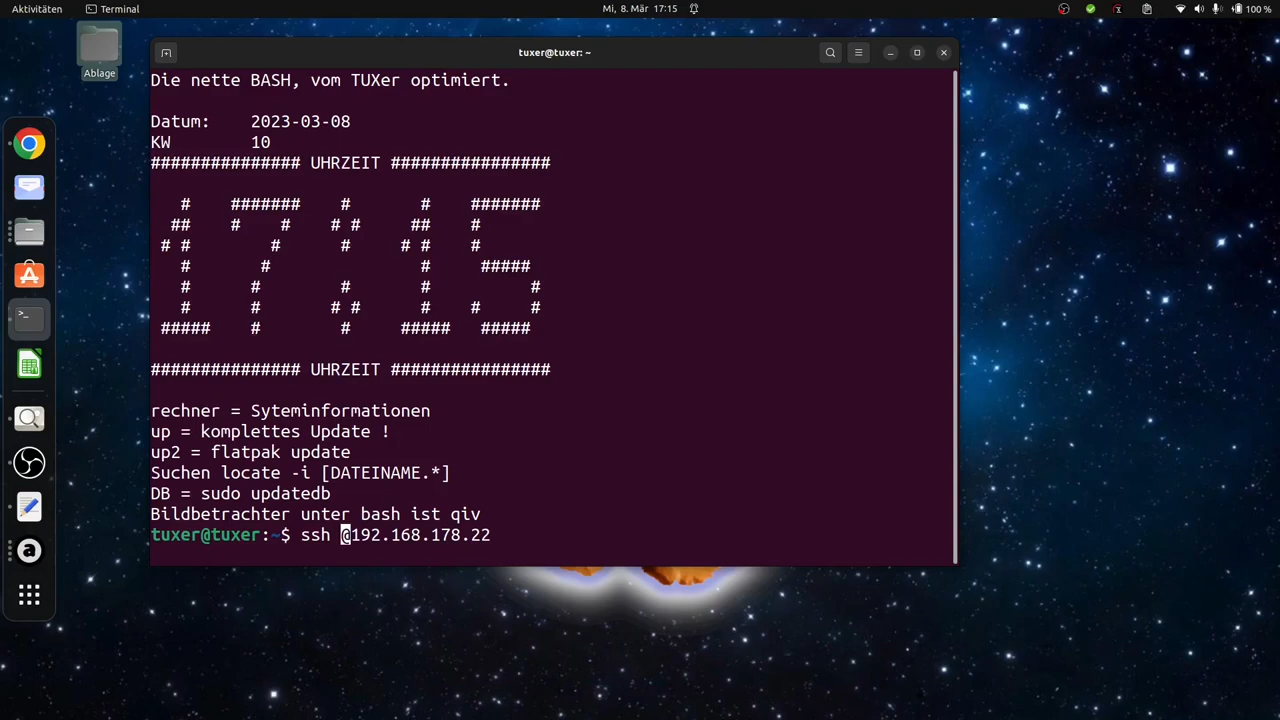 Aktivitäten Terminal Mi, 8. Mär 17:15 100 %
Ablage
tuxer@tuxer: ~
Die nette BASH, vom TUXer optimiert.
Datum: 2023-03-08
KW 10
############### UHRZEIT ################
   #    #######    #       #    #######
  ##    #    #    # #     ##    #
 # #        #      #     # #    #
   #       #               #     #####
   #      #        #       #          #
   #      #       # #      #    #     #
 #####    #        #     #####   #####
############### UHRZEIT ################
rechner = Syteminformationen
up = komplettes Update !
up2 = flatpak update
Suchen locate -i [DATEINAME.*]
DB = sudo updatedb
Bildbetrachter unter bash ist qiv
tuxer@tuxer:~$ ssh @192.168.178.22